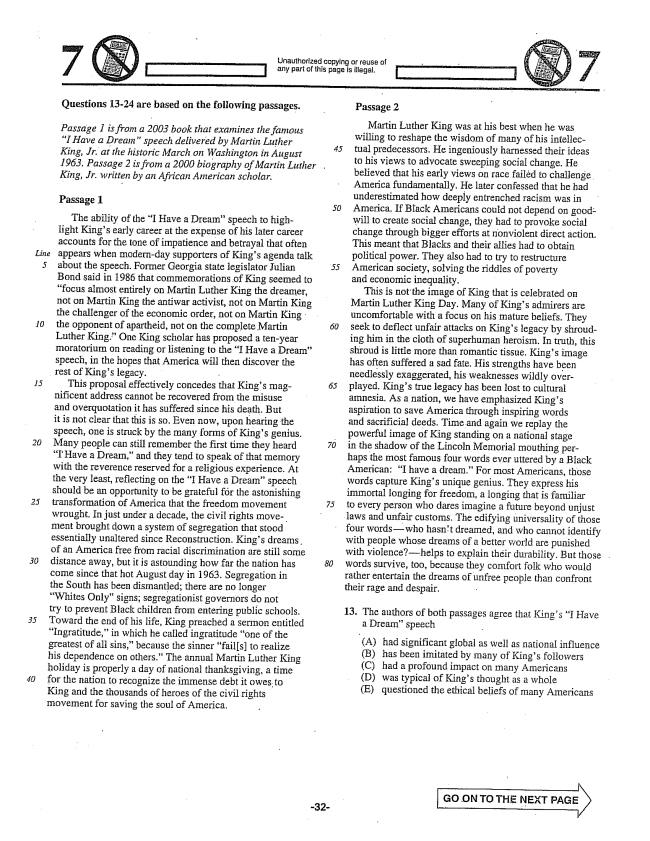 7
Unauthorized copying or reuse of
any part of this page is illegal.
7
Questions 13-24 are based on the following passages.
Passage 1 is from a 2003 book that examines the famous
"I Have a Dream" speech delivered by Martin Luther
King, Jr. at the historic March on Washington in August
1963. Passage 2 is from a 2000 biography of Martin Luther
King, Jr. written by an African American scholar.
Passage 1
The ability of the "I Have a Dream" speech to high-
light King's early career at the expense of his later career
accounts for the tone of impatience and betrayal that often
Line appears when modern-day supporters of King's agenda talk
5 about the speech. Former Georgia state legislator Julian
Bond said in 1986 that commemorations of King seemed to
"focus almost entirely on Martin Luther King the dreamer,
not on Martin King the antiwar activist, not on Martin King
the challenger of the economic order, not on Martin King
10 the opponent of apartheid, not on the complete Martin
Luther King." One King scholar has proposed a ten-year
moratorium on reading or listening to the "I Have a Dream"
speech, in the hopes that America will then discover the
rest of King's legacy.
15 This proposal effectively concedes that King's mag-
nificent address cannot be recovered from the misuse
and overquotation it has suffered since his death. But
it is not clear that this is so. Even now, upon hearing the
speech, one is struck by the many forms of King's genius.
20 Many people can still remember the first time they heard
"I Have a Dream," and they tend to speak of that memory
with the reverence reserved for a religious experience. At
the very least, reflecting on the "I Have a Dream" speech
should be an opportunity to be grateful for the astonishing
25 transformation of America that the freedom movement
wrought. In just under a decade, the civil rights move-
ment brought down a system of segregation that stood
essentially unaltered since Reconstruction. King's dreams
of an America free from racial discrimination are still some
30 distance away, but it is astounding how far the nation has
come since that hot August day in 1963. Segregation in
the South has been dismantled; there are no longer
"Whites Only" signs; segregationist governors do not
try to prevent Black children from entering public schools.
35 Toward the end of his life, King preached a sermon entitled
"Ingratitude," in which he called ingratitude "one of the
greatest of all sins," because the sinner "fail[s] to realize
his dependence on others." The annual Martin Luther King
holiday is properly a day of national thanksgiving, a time
40 for the nation to recognize the immense debt it owes to
King and the thousands of heroes of the civil rights
movement for saving the soul of America.
Passage 2
Martin Luther King was at his best when he was
willing to reshape the wisdom of many of his intellec-
45 tual predecessors. He ingeniously harnessed their ideas
to his views to advocate sweeping social change. He
believed that his early views on race failed to challenge
America fundamentally. He later confessed that he had
underestimated how deeply entrenched racism was in
50 America. If Black Americans could not depend on good-
will to create social change, they had to provoke social
change through bigger efforts at nonviolent direct action.
This meant that Blacks and their allies had to obtain
political power. They also had to try to restructure
55 American society, solving the riddles of poverty
and economic inequality.
This is not the image of King that is celebrated on
Martin Luther King Day. Many of King's admirers are
uncomfortable with a focus on his mature beliefs. They
60 seek to deflect unfair attacks on King's legacy by shroud-
ing him in the cloth of superhuman heroism. In truth, this
shroud is little more than romantic tissue. King's image
has often suffered a sad fate. His strengths have been
needlessly exaggerated, his weaknesses wildly over-
65 played. King's true legacy has been lost to cultural
amnesia. As a nation, we have emphasized King's
aspiration to save America through inspiring words
and sacrificial deeds. Time and again we replay the
powerful image of King standing on a national stage
70 in the shadow of the Lincoln Memorial mouthing per-
haps the most famous four words ever uttered by a Black
American: "I have a dream." For most Americans, those
words capture King's unique genius. They express his
immortal longing for freedom, a longing that is familiar
75 to every person who dares imagine a future beyond unjust
laws and unfair customs. The edifying universality of those
four words—who hasn't dreamed, and who cannot identify
with people whose dreams of a better world are punished
with violence?—helps to explain their durability. But those
80 words survive, too, because they comfort folk who would
rather entertain the dreams of unfree people than confront
their rage and despair.
13. The authors of both passages agree that King's "I Have
a Dream" speech
(A) had significant global as well as national influence
(B) has been imitated by many of King's followers
(C) had a profound impact on many Americans
(D) was typical of King's thought as a whole
(E) questioned the ethical beliefs of many Americans
-32-
GO ON TO THE NEXT PAGE